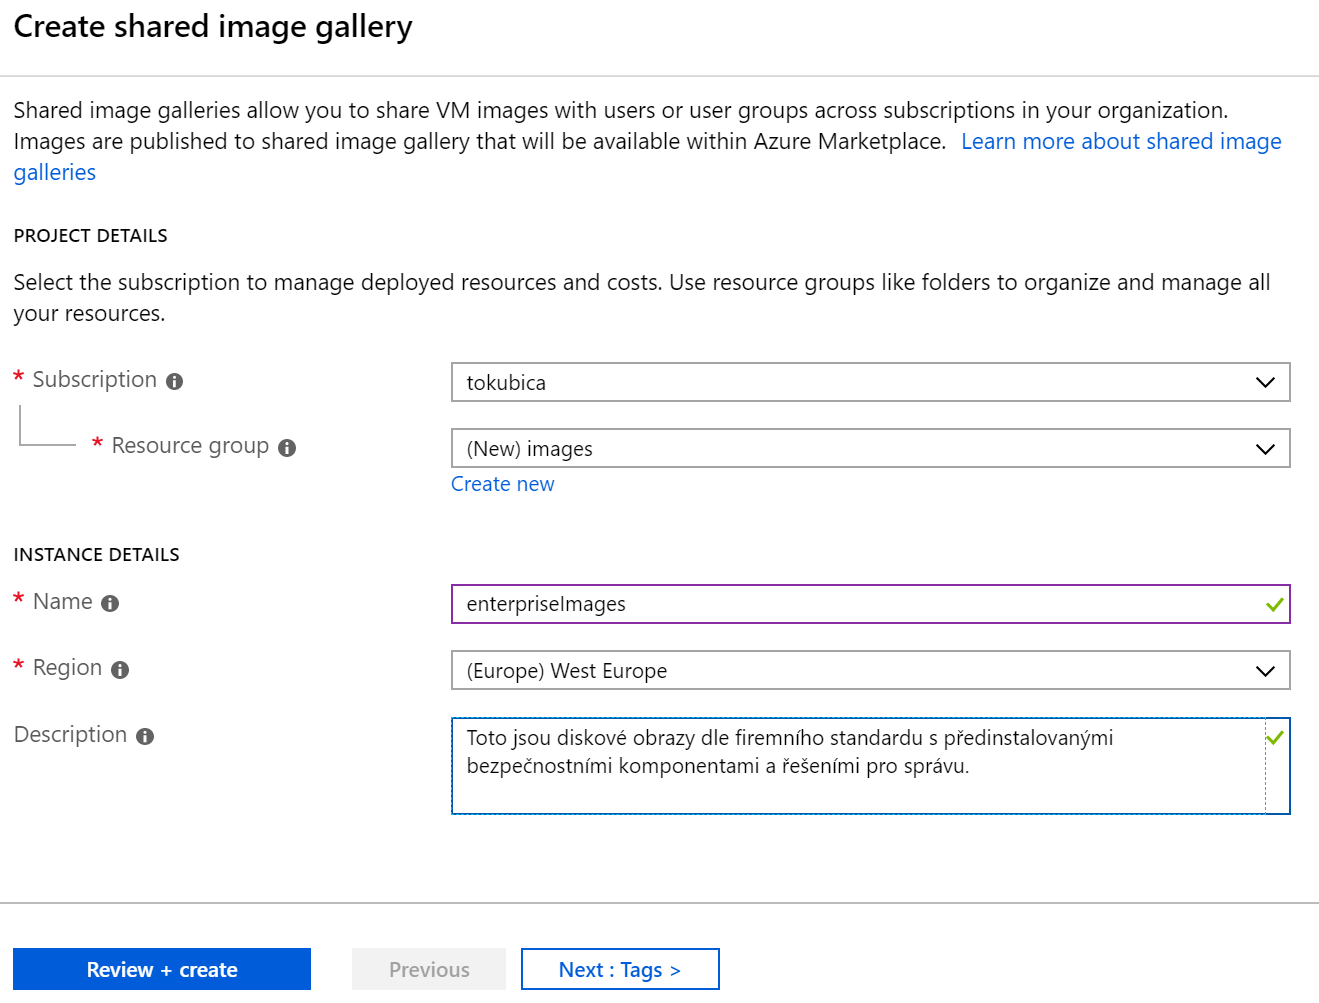 Create shared image gallery
Shared image galleries allow you to share VM images with users or user groups across subscriptions in your organization.
Images are published to shared image gallery that will be available within Azure Marketplace. Learn more about shared image
galleries
PROJECT DETAILS
Select the subscription to manage deployed resources and costs. Use resource groups like folders to organize and manage all
your resources.
* Subscription
tokubica
* Resource group
(New) images
Create new
INSTANCE DETAILS
* Name
enterpriseImages
* Region
(Europe) West Europe
Description
Toto jsou diskové obrazy dle firemního standardu s předinstalovanými
bezpečnostními komponentami a řešeními pro správu.
Review + create
Previous
Next : Tags >